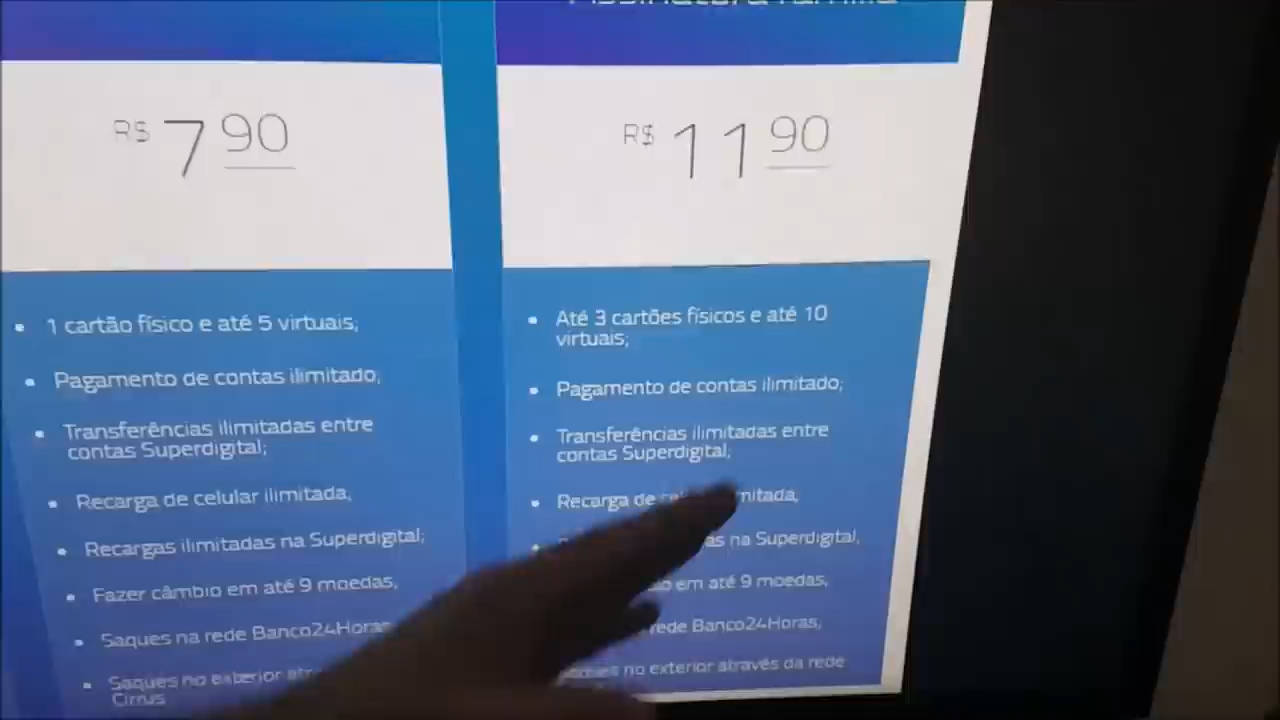 R$ 7 90
1 cartão físico e até 5 virtuais;
Pagamento de contas ilimitado;
Transferências ilimitadas entre
contas Superdigital;
Recarga de celular ilimitada;
Recargas ilimitadas na Superdigital;
Fazer câmbio em até 9 moedas;
Saques na rede Banco24Horas
Saques no exterior
Cirrus
Assinatura família
R$ 11 90
Até 3 cartões físicos e até 10
virtuais;
Pagamento de contas ilimitado;
Transferências ilimitadas entre
contas Superdigital;
Recarga de
na Superdigital;
em até 9 moedas;
rede Banco24Horas;
Saques no exterior através da rede